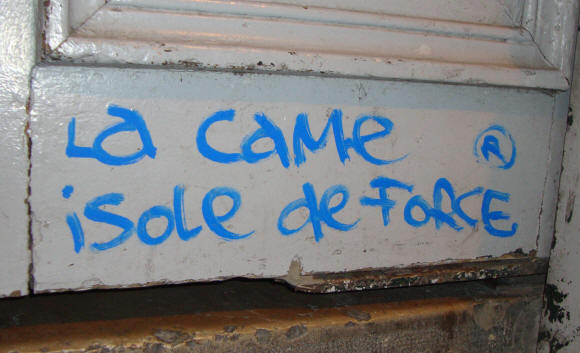 La came ®
isole de FORCE